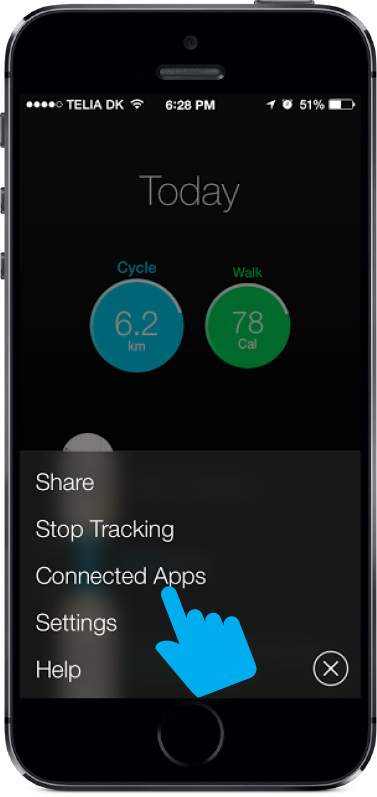 TELIA DK 6:28 PM 51%
Today
Cycle
Walk
6.2
km
78
Cal
Share
Stop Tracking
Connected Apps
Settings
Help